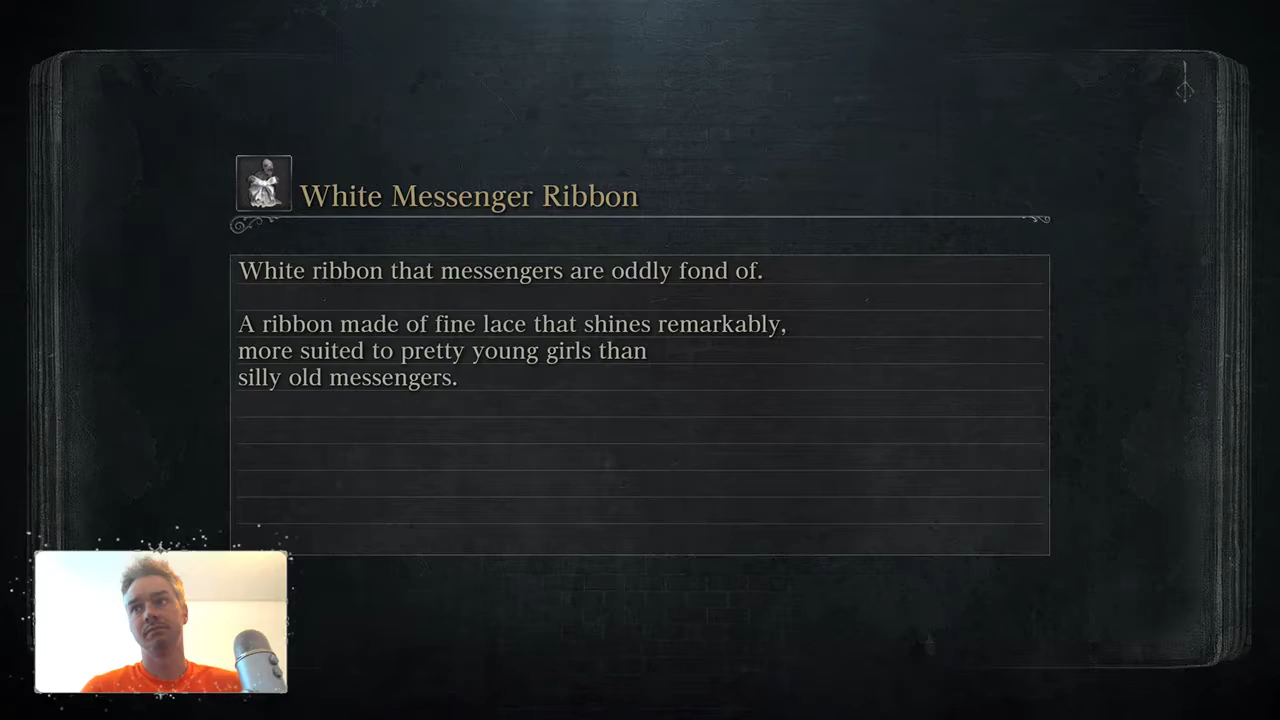 White Messenger Ribbon
White ribbon that messengers are oddly fond of.
A ribbon made of fine lace that shines remarkably,
more suited to pretty young girls than
silly old messengers.